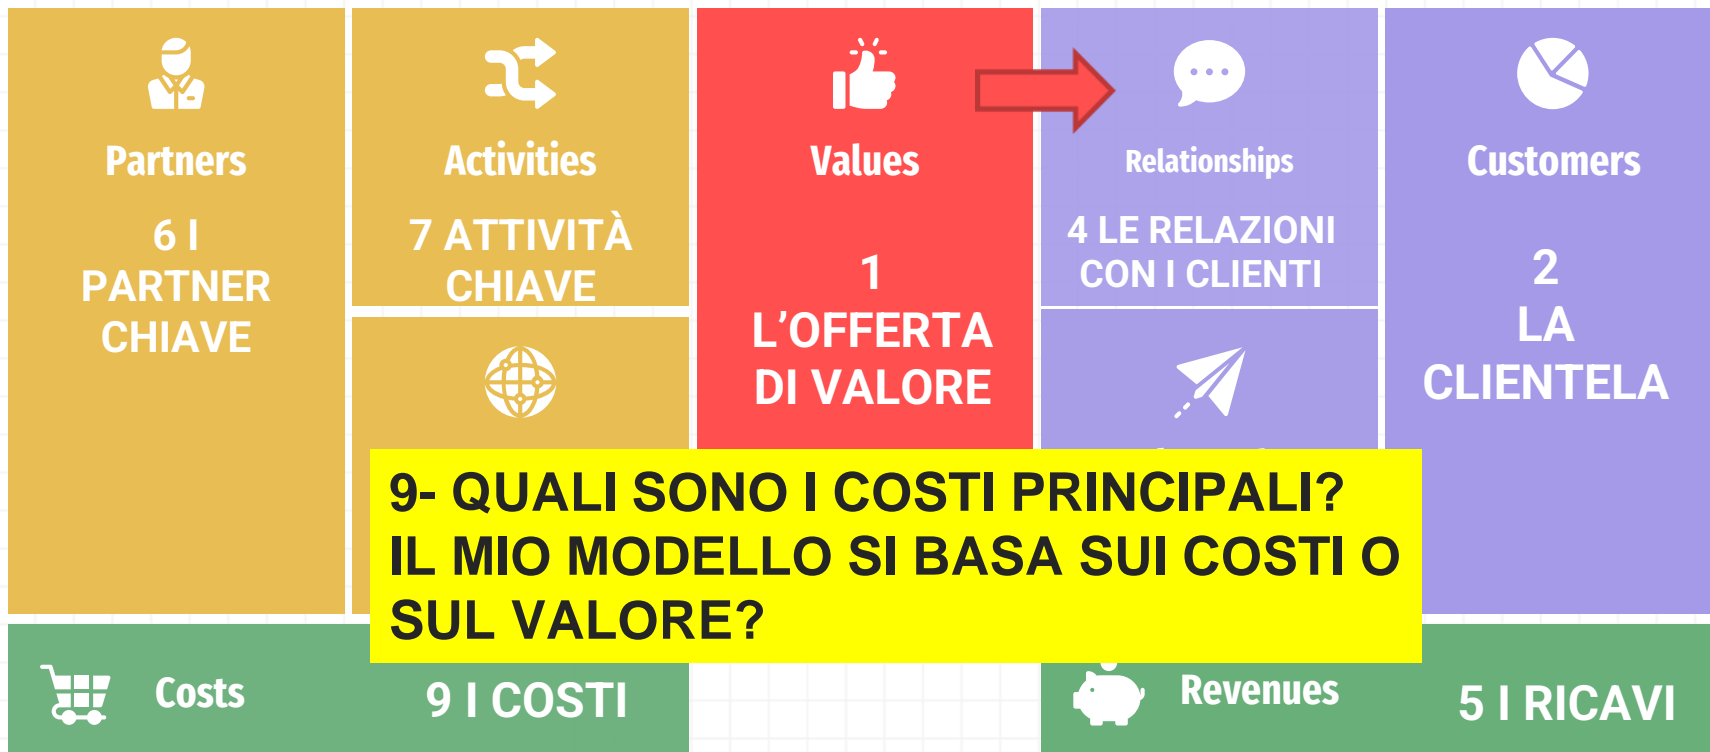 Partners
6 I
PARTNER
CHIAVE
Activities
7 ATTIVITÀ
CHIAVE
Values
1
L'OFFERTA
DI VALORE
Relationships
4 LE RELAZIONI
CON I CLIENTI
Customers
2
LA
CLIENTELA
9- QUALI SONO I COSTI PRINCIPALI?
IL MIO MODELLO SI BASA SUI COSTI O
SUL VALORE?
Costs
9 I COSTI
Revenues
5 I RICAVI